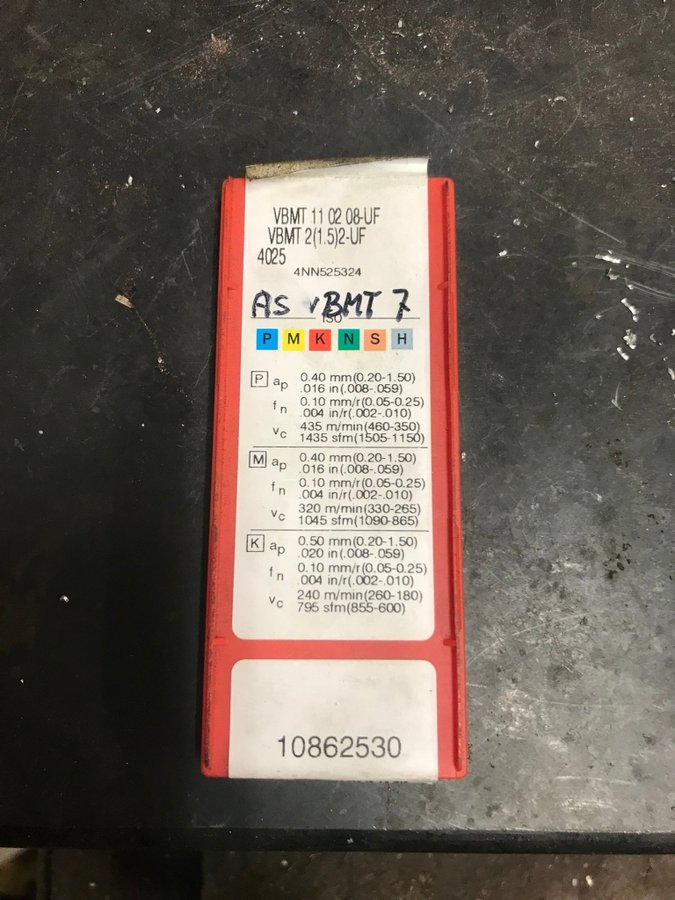 VBMT 11 02 08-UF
VBMT 2(1.5)2-UF
4025
4NN525324
AS VBMT 7
ISO
P M K N S H
P ap 0.40 mm(0.20-1.50)
.016 in(.008-.059)
fn 0.10 mm/r(0.05-0.25)
.004 in/r(.002-.010)
vc 435 m/min(460-350)
1435 sfm(1505-1150)
M ap 0.40 mm(0.20-1.50)
.016 in(.008-.059)
fn 0.10 mm/r(0.05-0.25)
.004 in/r(.002-.010)
vc 320 m/min(330-265)
1045 sfm(1090-865)
K ap 0.50 mm(0.20-1.50)
.020 in(.008-.059)
fn 0.10 mm/r(0.05-0.25)
.004 in/r(.002-.010)
vc 240 m/min(260-180)
795 sfm(855-600)
10862530